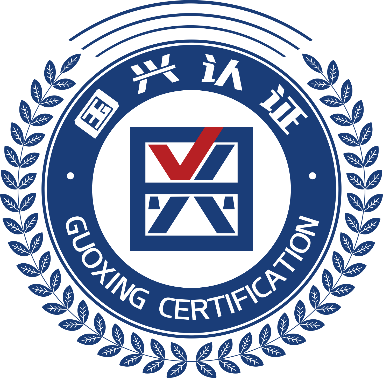 国兴认证
GUOXING CERTIFICATION